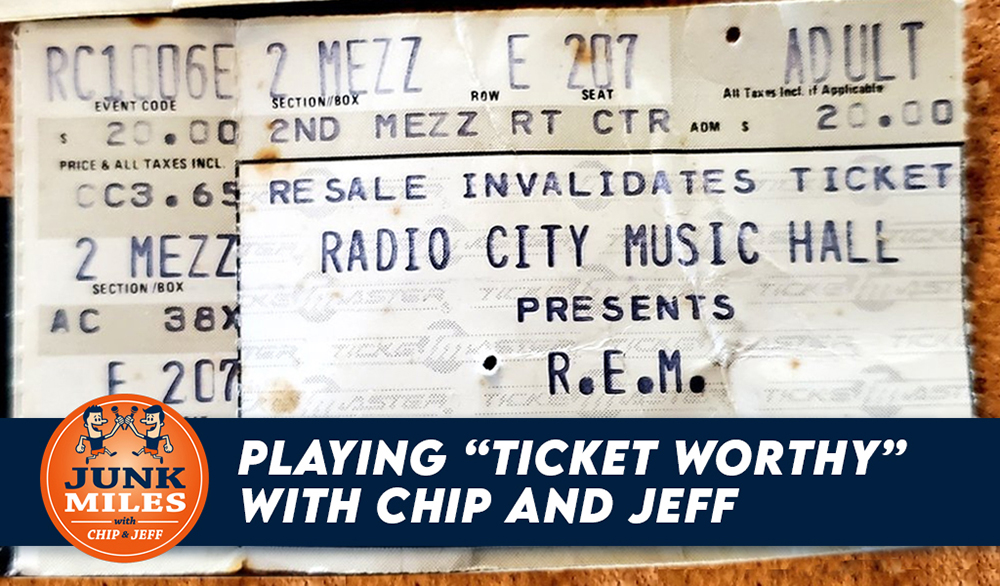 RC1006E 2 MEZZ E 207 ADULT
EVENT CODE SECTION/BOX ROW SEAT All Taxes Incl. if Applicable
$ 20.00 2ND MEZZ RT CTR ADM $ 20.00
PRICE & ALL TAXES INCL.
CC3.65 RESALE INVALIDATES TICKET
2 MEZZ RADIO CITY MUSIC HALL
SECTION/BOX
AC 38X PRESENTS
E 207 R.E.M.
JUNK
MILES
with
CHIP & JEFF
PLAYING “TICKET WORTHY”
WITH CHIP AND JEFF